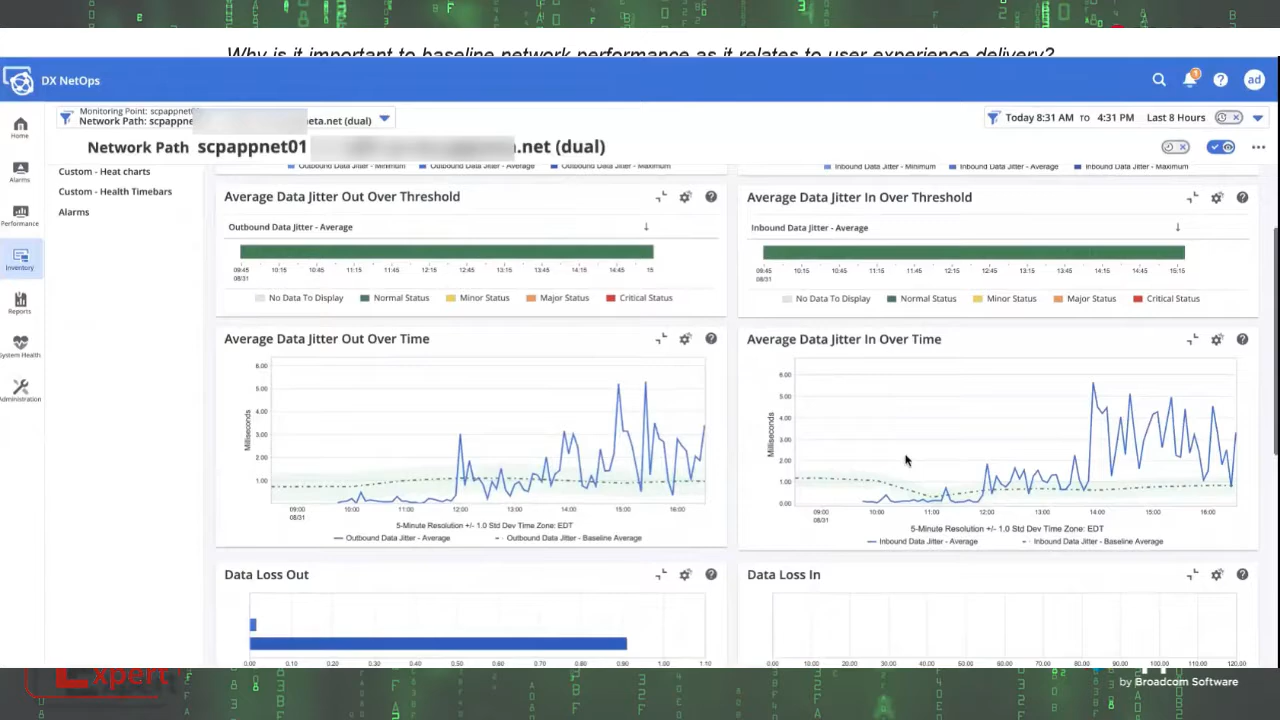 Why is it important to baseline network performance as it relates to user experience delivery?
DX NetOps
1
ad
Home
Alarms
Performance
Inventory
Reports
System Health
Administration
Monitoring Point: scpappnet0
Network Path: scpappne eta.net (dual)
Today 8:31 AM TO 4:31 PM Last 8 Hours
Network Path scpappnet01 .net (dual)
Custom - Heat charts
Custom - Health Timebars
Alarms
Outbound Data Jitter - Minimum Outbound Data Jitter - Average Outbound Data Jitter - Maximum
Inbound Data Jitter - Minimum Inbound Data Jitter - Average Inbound Data Jitter - Maximum
Average Data Jitter Out Over Threshold
Outbound Data Jitter - Average
09:45 10:15 10:45 11:15 11:45 12:15 12:45 13:15 13:45 14:15 14:45 15
08/31
No Data To Display Normal Status Minor Status Major Status Critical Status
Average Data Jitter In Over Threshold
Inbound Data Jitter - Average
09:45 10:15 10:45 11:15 11:45 12:15 12:45 13:15 13:45 14:15 14:45 15:15
08/31
No Data To Display Normal Status Minor Status Major Status Critical Status
Average Data Jitter Out Over Time
6.00
5.00
4.00
3.00
2.00
1.00
Milliseconds
09:00 10:00 11:00 12:00 13:00 14:00 15:00 16:00
08/31
5-Minute Resolution +/- 1.0 Std Dev Time Zone: EDT
Outbound Data Jitter - Average Outbound Data Jitter - Baseline Average
Average Data Jitter In Over Time
6.00
5.00
4.00
3.00
2.00
1.00
0.00
Milliseconds
09:00 10:00 11:00 12:00 13:00 14:00 15:00 16:00
08/31
5-Minute Resolution +/- 1.0 Std Dev Time Zone: EDT
Inbound Data Jitter - Average Inbound Data Jitter - Baseline Average
Data Loss Out
0.00 0.10 0.20 0.30 0.40 0.50 0.60 0.70 0.80 0.90 1.00 1.10
Data Loss In
0.00 10.00 20.00 30.00 40.00 50.00 60.00 70.00 80.00 90.00 100.00 110.00 120.00
Expert
by Broadcom Software